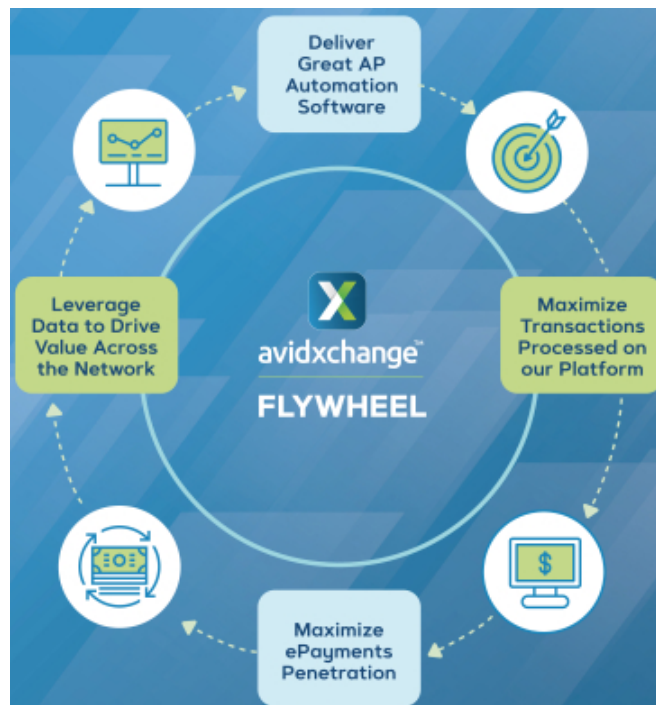 Deliver
Great AP
Automation
Software
Leverage
Data to Drive
Value Across
the Network
avidxchange™
FLYWHEEL
Maximize
Transactions
Processed on
our Platform
$
Maximize
ePayments
Penetration